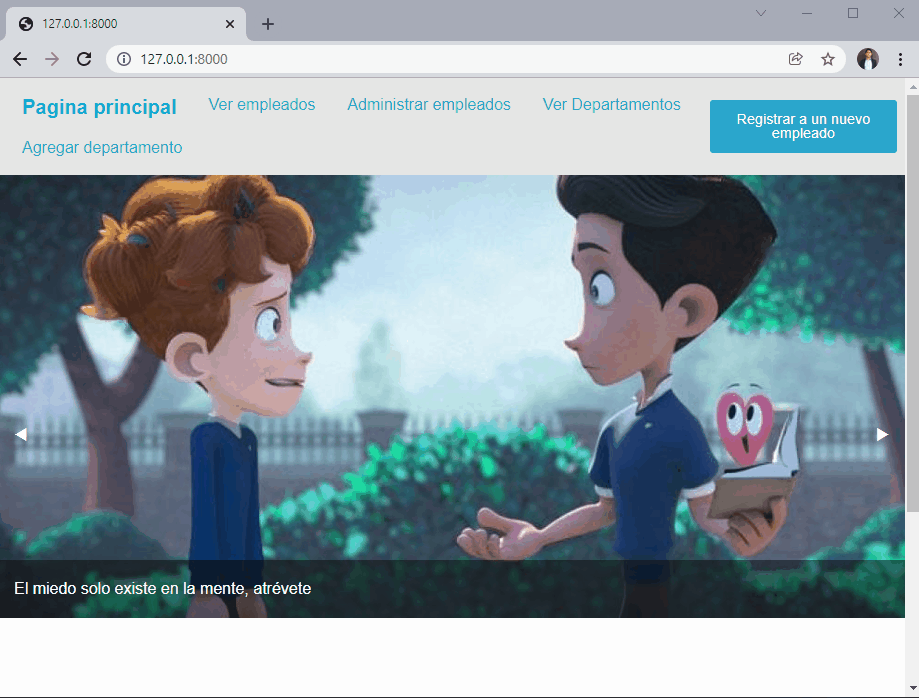 127.0.0.1:8000
127.0.0.1:8000
Pagina principal
Ver empleados
Administrar empleados
Ver Departamentos
Registrar a un nuevo
empleado
Agregar departamento
El miedo solo existe en la mente, atrévete